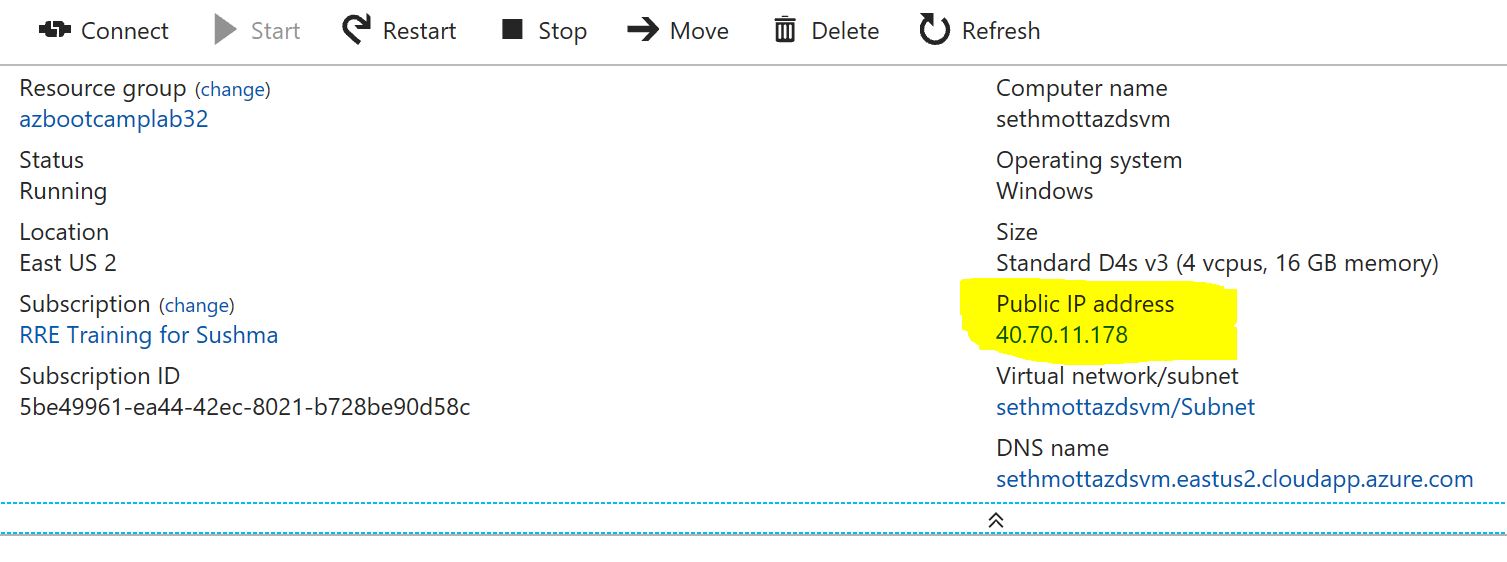 Connect Start Restart Stop Move Delete Refresh
Resource group (change)
azbootcamplab32
Status
Running
Location
East US 2
Subscription (change)
RRE Training for Sushma
Subscription ID
5be49961-ea44-42ec-8021-b728be90d58c
Computer name
sethmottazdsvm
Operating system
Windows
Size
Standard D4s v3 (4 vcpus, 16 GB memory)
Public IP address
40.70.11.178
Virtual network/subnet
sethmottazdsvm/Subnet
DNS name
sethmottazdsvm.eastus2.cloudapp.azure.com